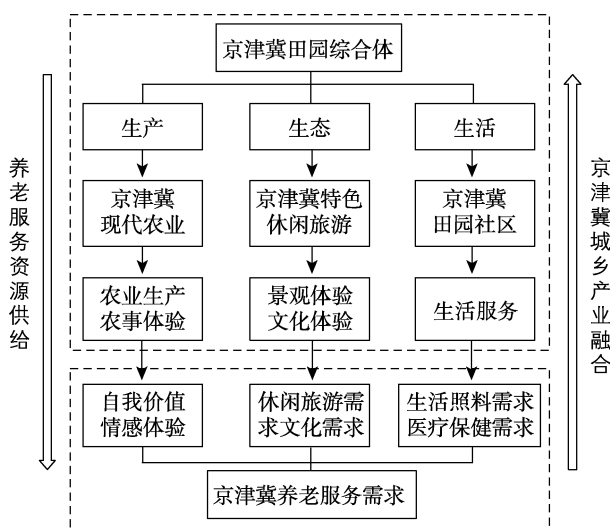 京津冀田园综合体
生产
生态
生活
京津冀
现代农业
京津冀特色
休闲旅游
京津冀
田园社区
农业生产
农事体验
景观体验
文化体验
生活服务
自我价值
情感体验
休闲旅游需
求文化需求
生活照料需求
医疗保健需求
京津冀养老服务需求
养老服务资源供给
京津冀城乡产业融合